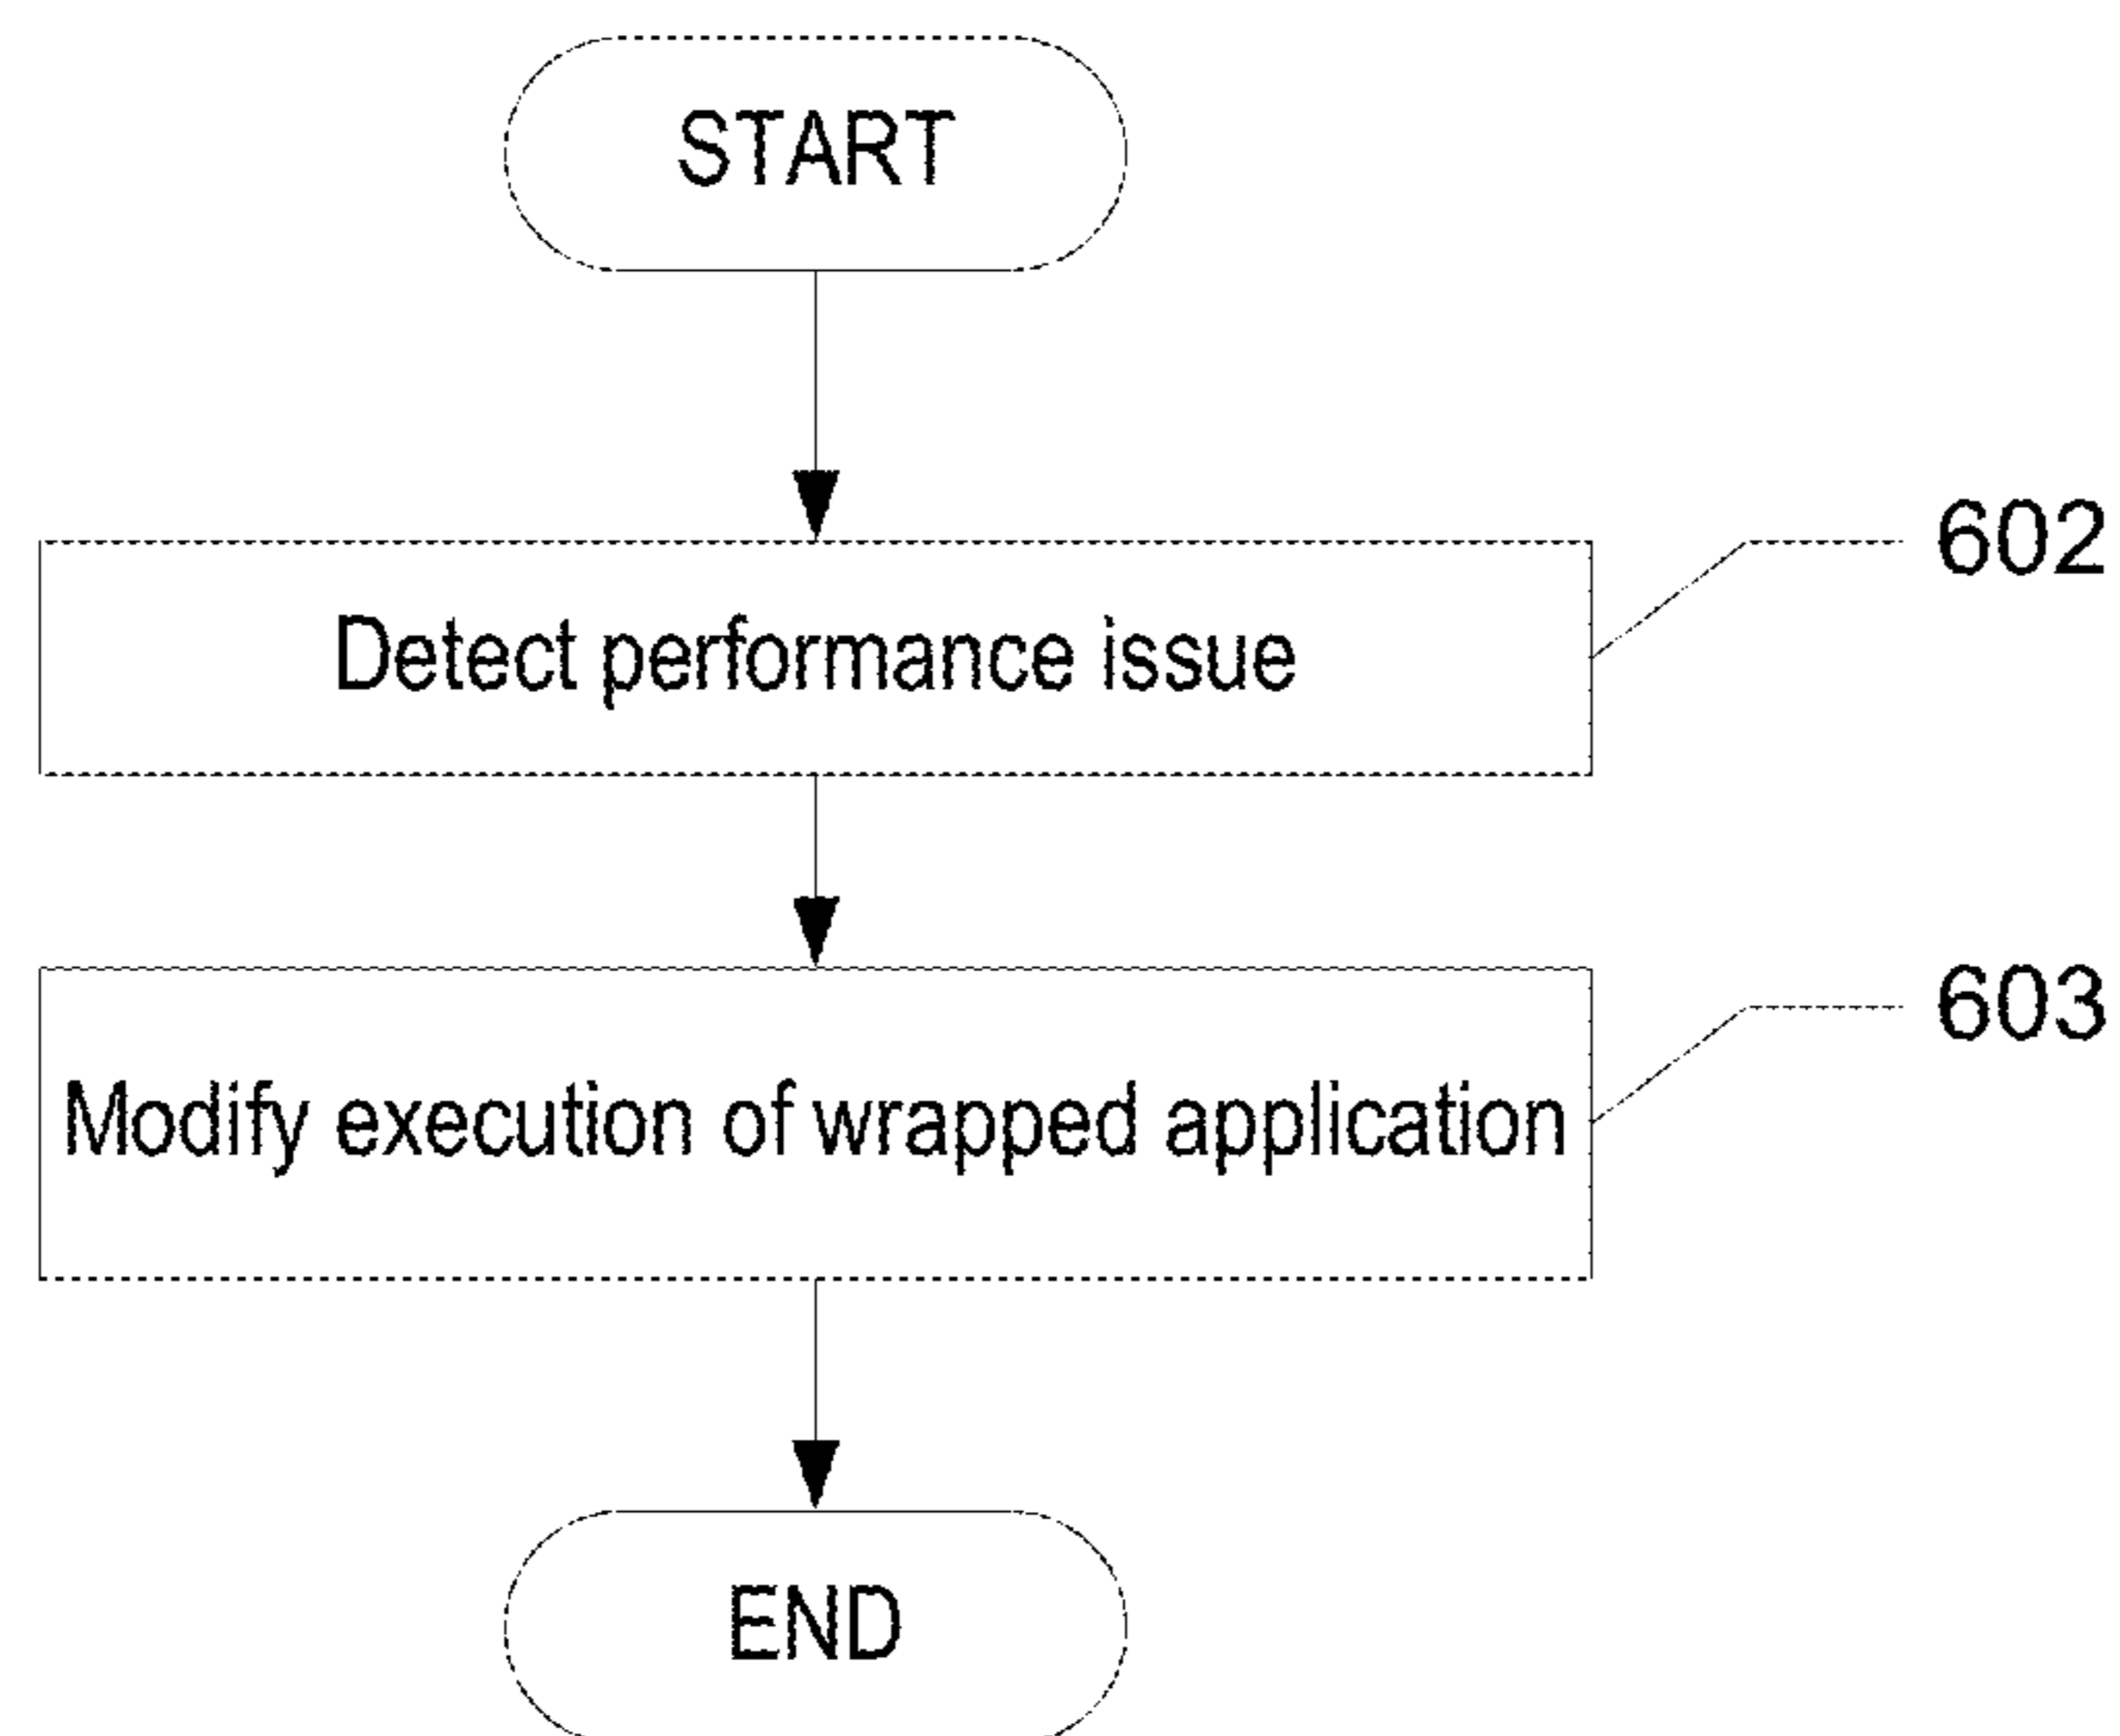 START
602
Detect performance issue
603
Modify execution of wrapped application
END